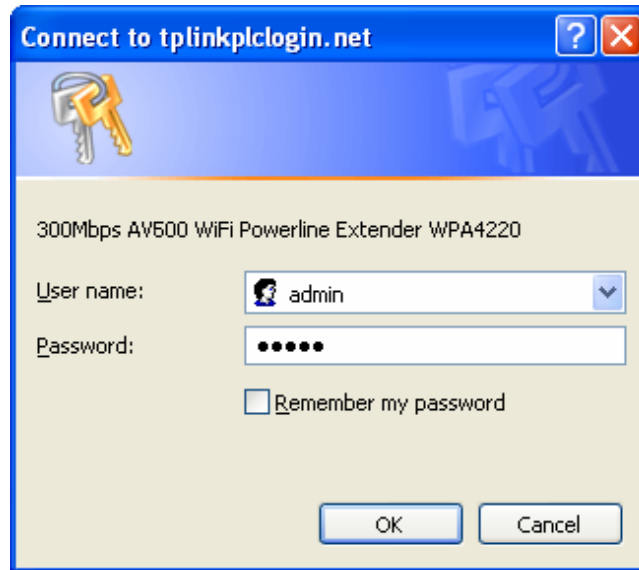 Connect to tplinkplclogin.net
300Mbps AV500 WiFi Powerline Extender WPA4220
User name:
admin
Password:
•••••
Remember my password
OK
Cancel